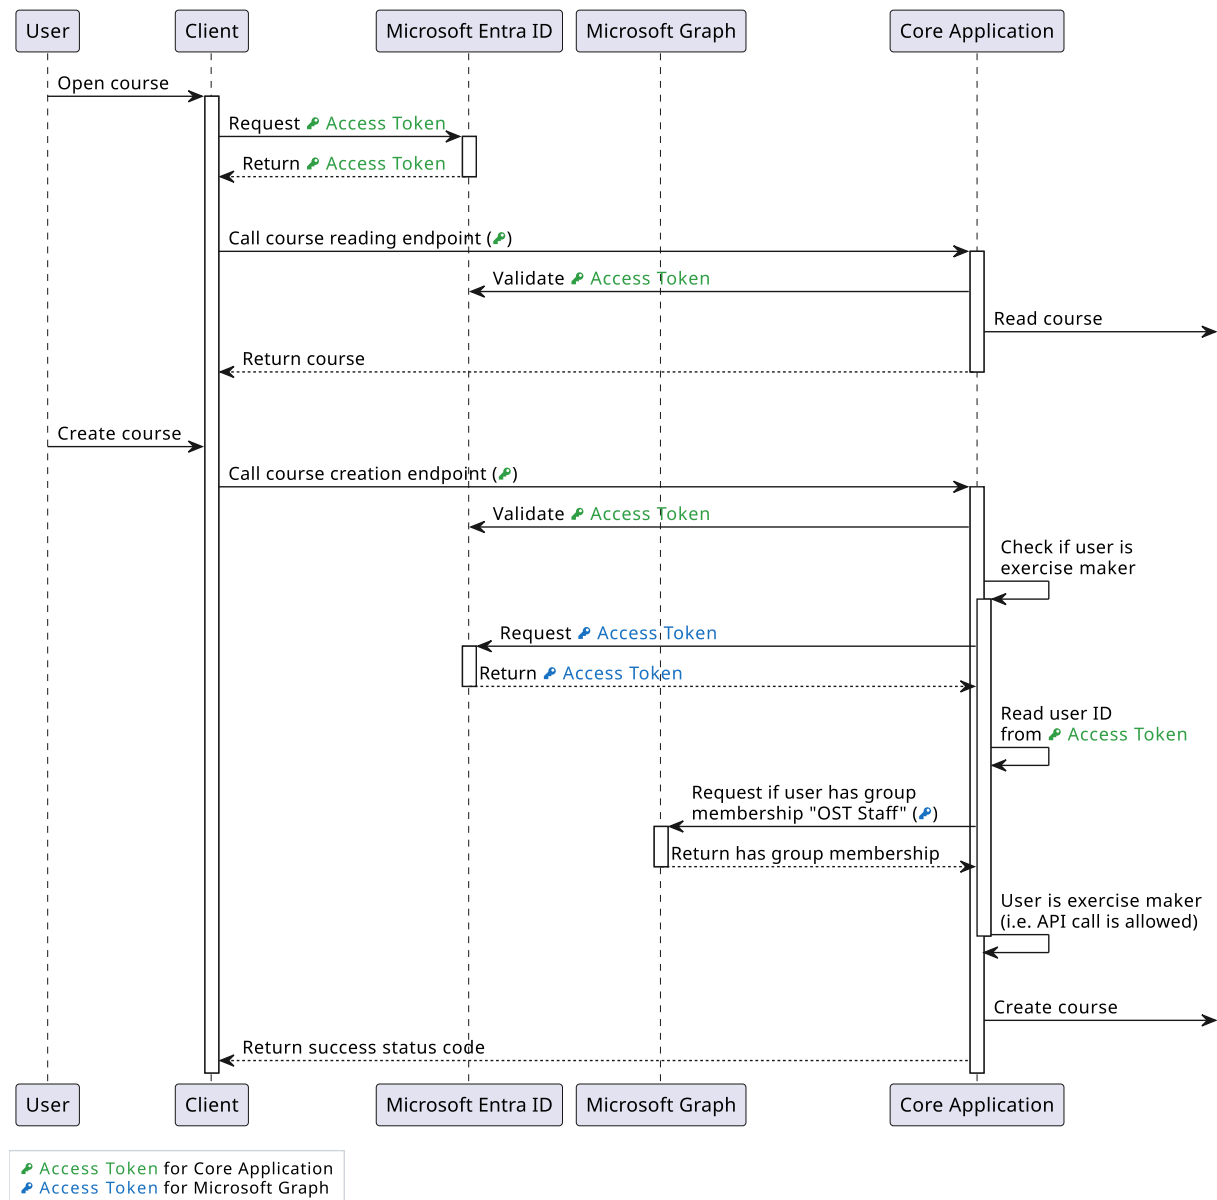 User Client Microsoft Entra ID Microsoft Graph Core Application
Open course
Request Access Token
Return Access Token
Call course reading endpoint ()
Validate Access Token
Read course
Return course
Create course
Call course creation endpoint ()
Validate Access Token
Check if user is
exercise maker
Request Access Token
Return Access Token
Read user ID
from Access Token
Request if user has group
membership "OST Staff" ()
Return has group membership
User is exercise maker
(i.e. API call is allowed)
Create course
Return success status code
User Client Microsoft Entra ID Microsoft Graph Core Application
Access Token for Core Application
Access Token for Microsoft Graph